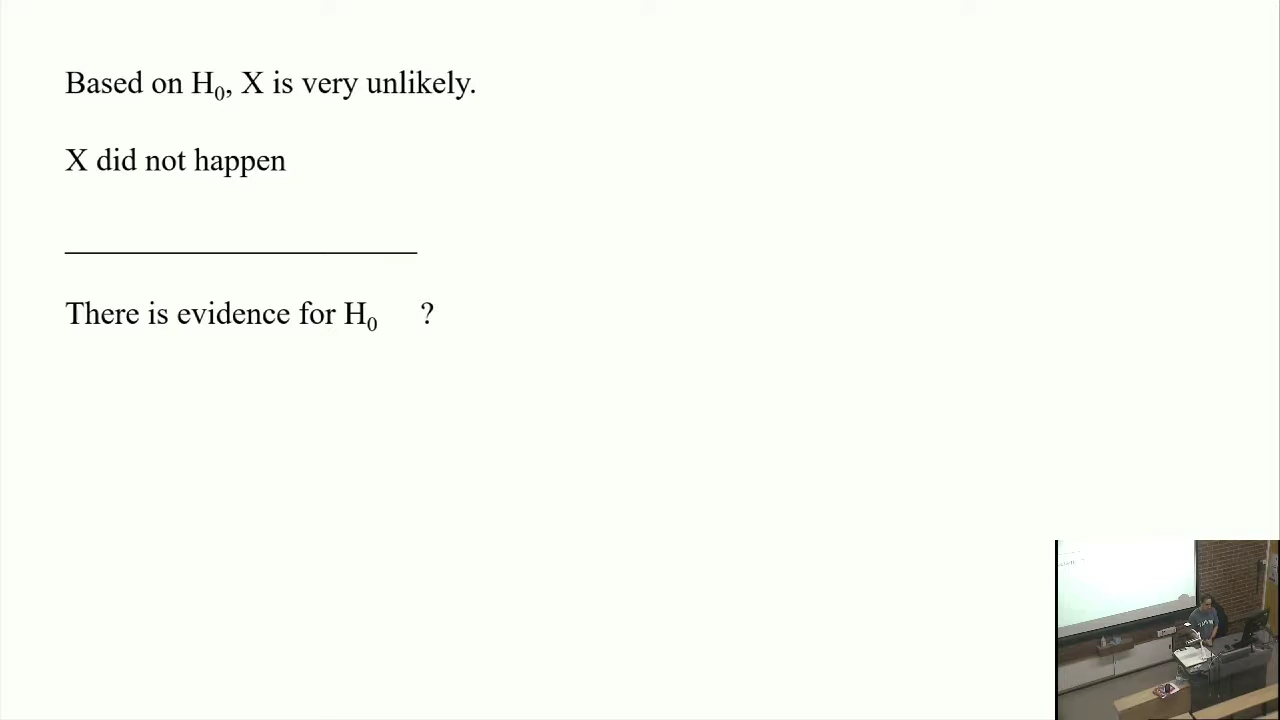 Based on H₀, X is very unlikely.
X did not happen
There is evidence for H₀ ?